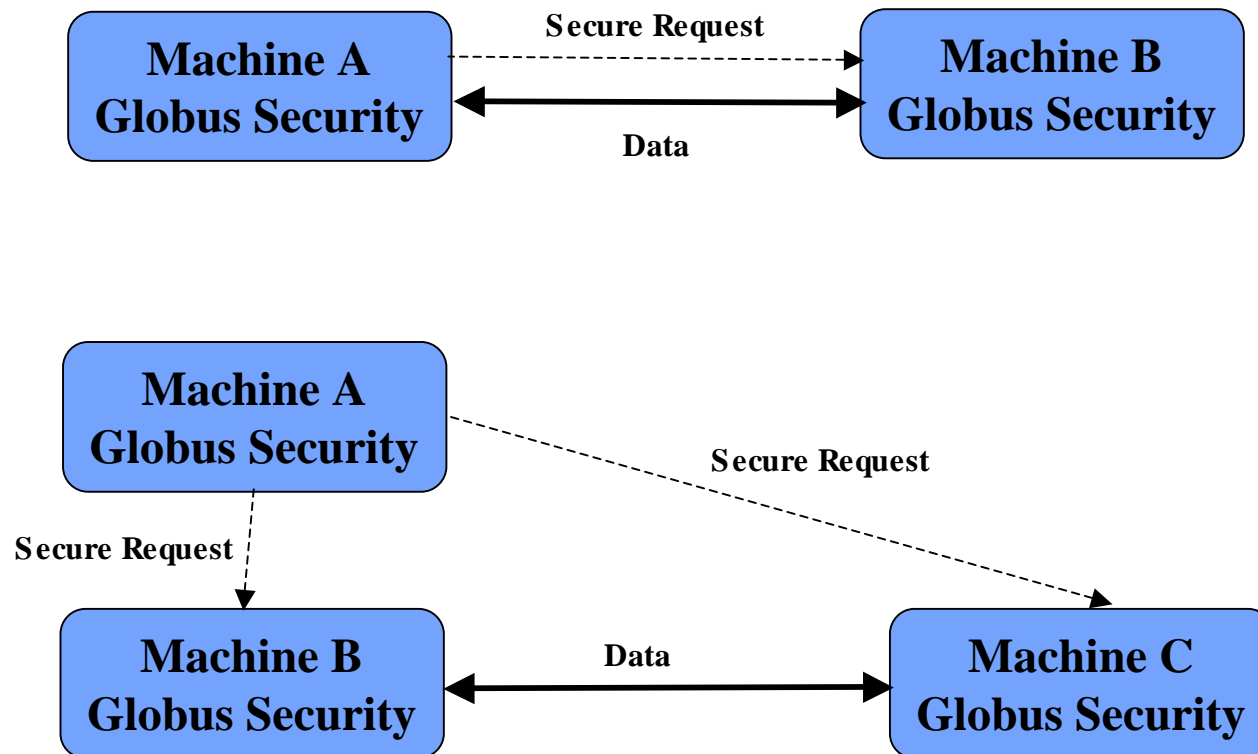 Secure Request
Machine A
Globus Security
Machine B
Globus Security
Data
Machine A
Globus Security
Secure Request
Secure Request
Machine B
Globus Security
Data
Machine C
Globus Security